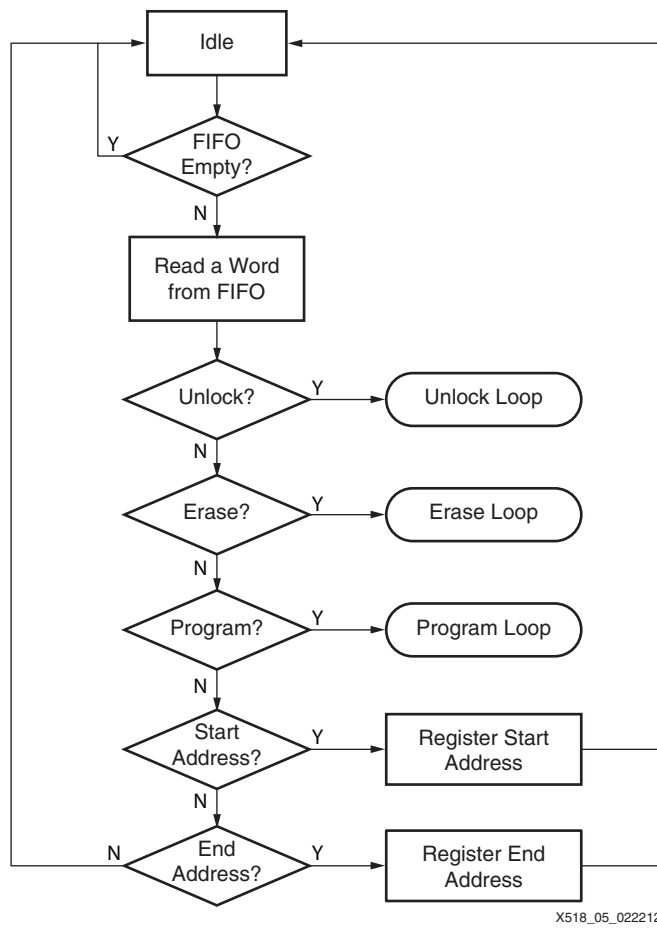 Idle
Y
FIFO
Empty?
N
Read a Word
from FIFO
Unlock?
Y
Unlock Loop
N
Erase?
Y
Erase Loop
N
Program?
Y
Program Loop
N
Start
Address?
Y
Register Start
Address
N
N
End
Address?
Y
Register End
Address
X518_05_022212